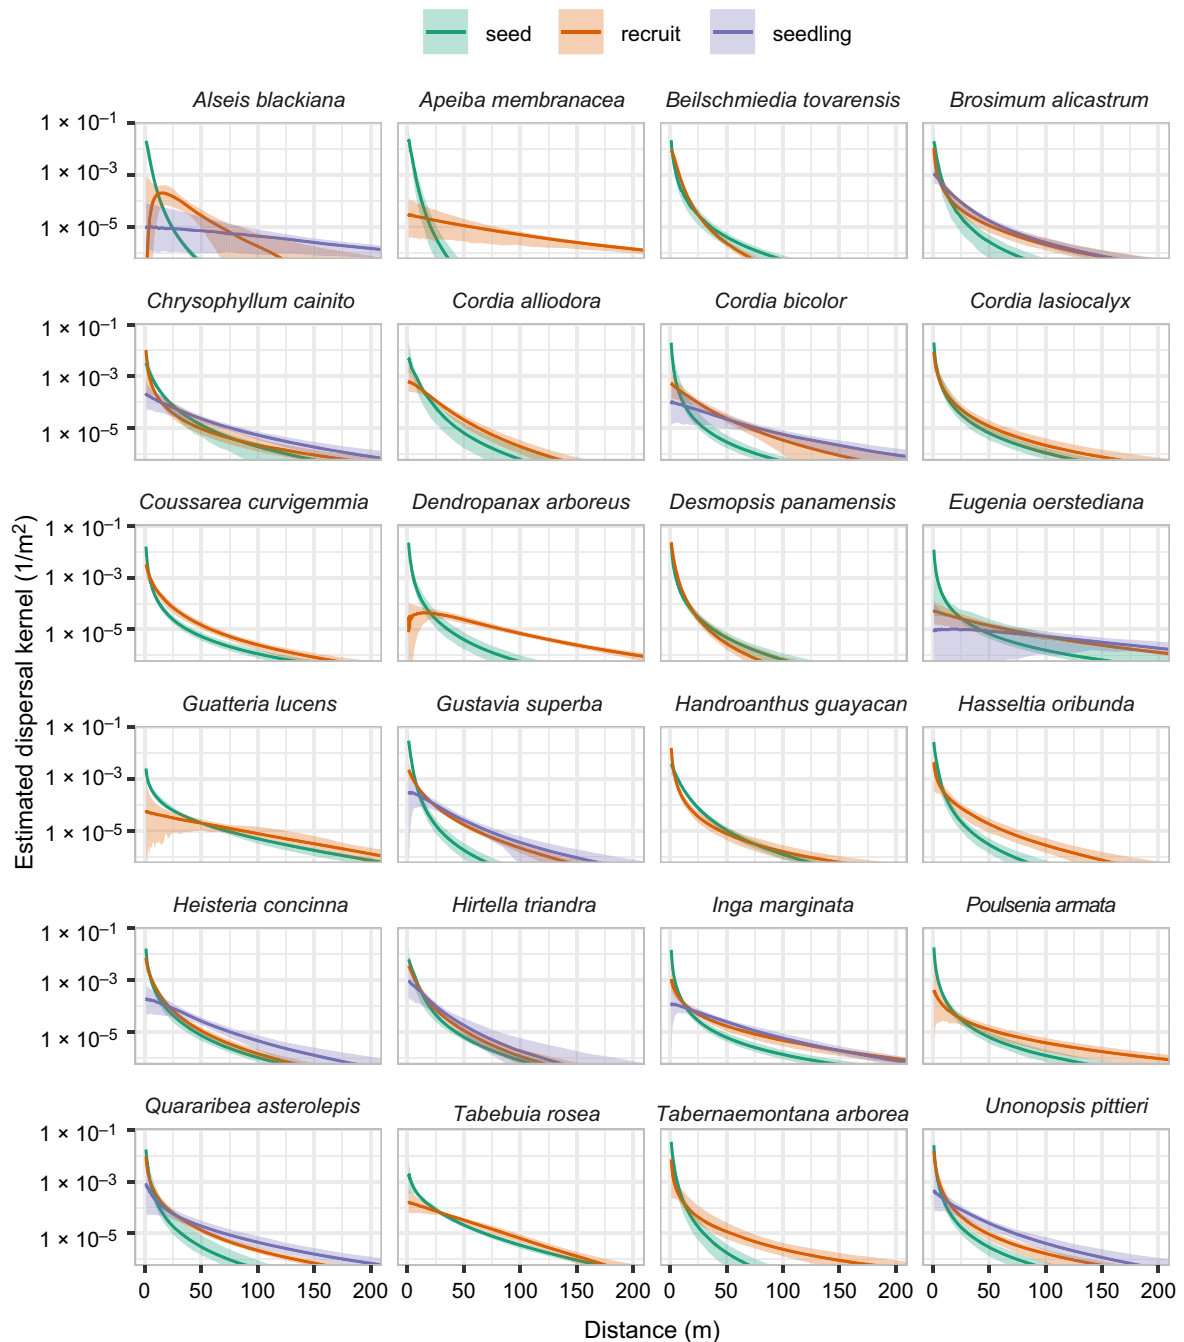 seed recruit seedling
Alseis blackiana Apeiba membranacea Beilschmiedia tovarensis Brosimum alicastrum
1 × 10⁻¹
1 × 10⁻³
1 × 10⁻⁵
Chrysophyllum cainito Cordia alliodora Cordia bicolor Cordia lasiocalyx
1 × 10⁻¹
1 × 10⁻³
1 × 10⁻⁵
Coussarea curvigemmia Dendropanax arboreus Desmopsis panamensis Eugenia oerstediana
1 × 10⁻¹
1 × 10⁻³
1 × 10⁻⁵
Estimated dispersal kernel (1/m²)
Guatteria lucens Gustavia superba Handroanthus guayacan Hasseltia oribunda
1 × 10⁻¹
1 × 10⁻³
1 × 10⁻⁵
Heisteria concinna Hirtella triandra Inga marginata Poulsenia armata
1 × 10⁻¹
1 × 10⁻³
1 × 10⁻⁵
Quararibea asterolepis Tabebuia rosea Tabernaemontana arborea Unonopsis pittieri
1 × 10⁻¹
1 × 10⁻³
1 × 10⁻⁵
0 50 100 150 200 0 50 100 150 200 0 50 100 150 200 0 50 100 150 200
Distance (m)